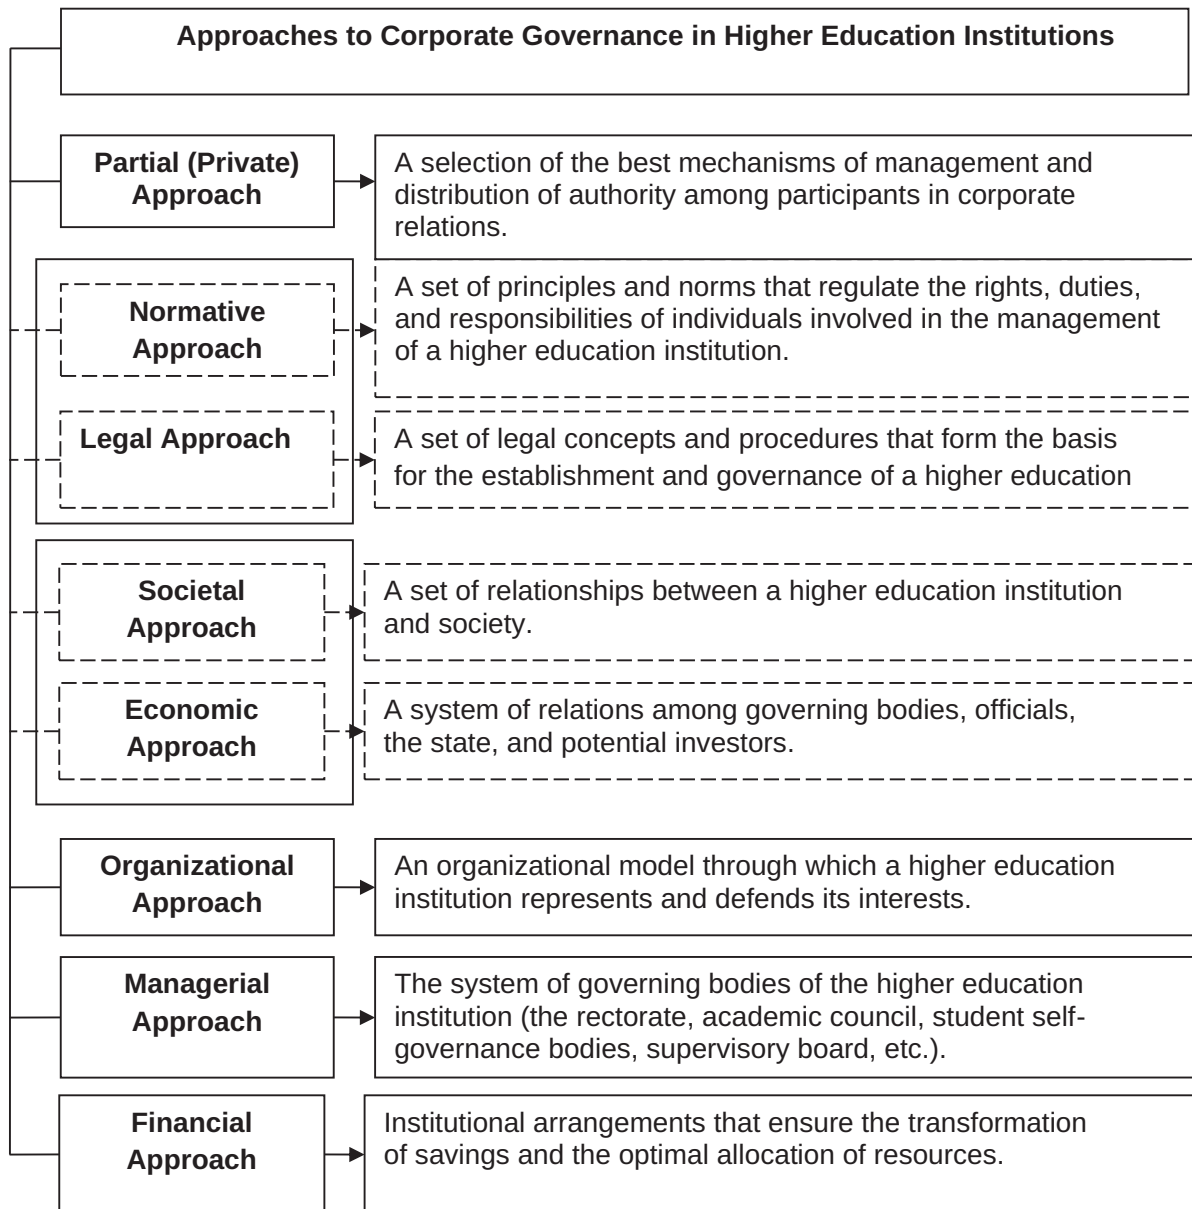 Approaches to Corporate Governance in Higher Education Institutions
Partial (Private)
Approach
A selection of the best mechanisms of management and
distribution of authority among participants in corporate
relations.
Normative
Approach
A set of principles and norms that regulate the rights, duties,
and responsibilities of individuals involved in the management
of a higher education institution.
Legal Approach
A set of legal concepts and procedures that form the basis
for the establishment and governance of a higher education
Societal
Approach
A set of relationships between a higher education institution
and society.
Economic
Approach
A system of relations among governing bodies, officials,
the state, and potential investors.
Organizational
Approach
An organizational model through which a higher education
institution represents and defends its interests.
Managerial
Approach
The system of governing bodies of the higher education
institution (the rectorate, academic council, student self-
governance bodies, supervisory board, etc.).
Financial
Approach
Institutional arrangements that ensure the transformation
of savings and the optimal allocation of resources.